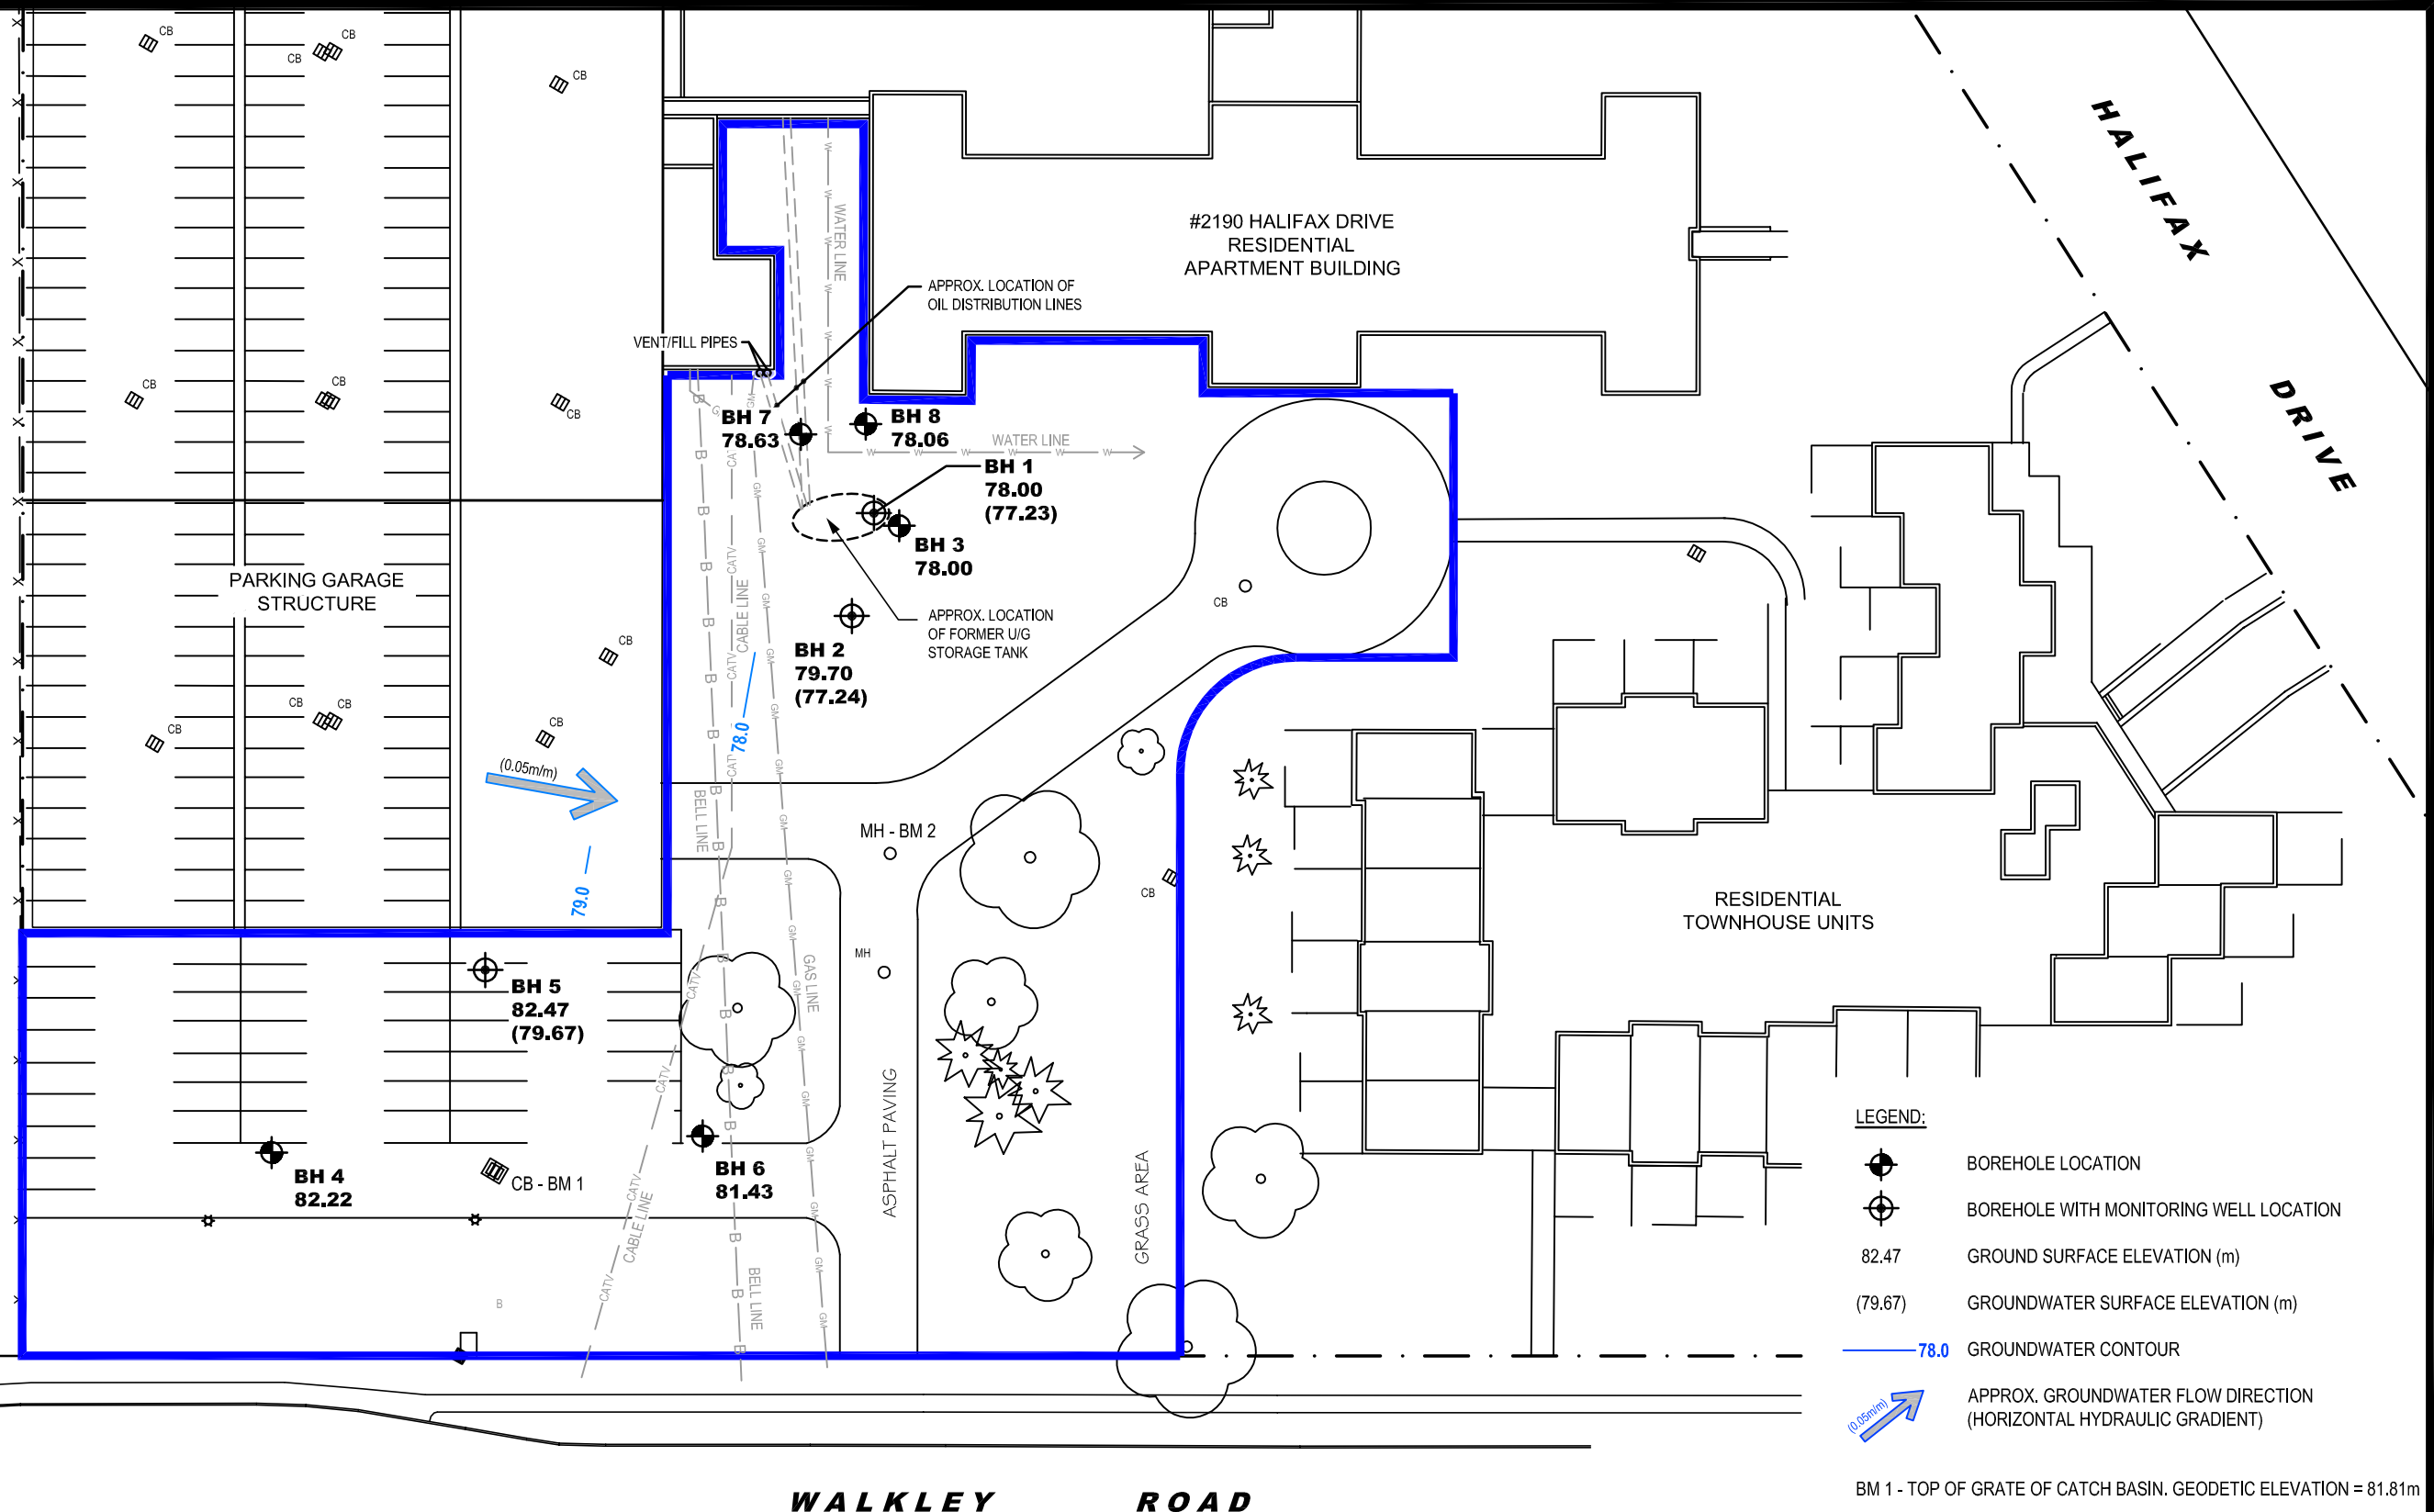 CB
CB
CB
CB
HALIFAX
DRIVE
#2190 HALIFAX DRIVE
RESIDENTIAL
APARTMENT BUILDING
WATER LINE
APPROX. LOCATION OF
OIL DISTRIBUTION LINES
VENT/FILL PIPES
CB
CB
CB
BH 7
78.63
BH 8
78.06
WATER LINE
BH 1
78.00
(77.23)
BH 3
78.00
PARKING GARAGE
STRUCTURE
CABLE LINE
APPROX. LOCATION
OF FORMER U/G
STORAGE TANK
CB
CB
BH 2
79.70
(77.24)
78.0
CB
CB
CB
CB
(0.05m/m)
BELL LINE
MH - BM 2
79.0
CB
RESIDENTIAL
TOWNHOUSE UNITS
MH
GAS LINE
BH 5
82.47
(79.67)
ASPHALT PAVING
GRASS AREA
BH 4
82.22
CB - BM 1
BH 6
81.43
CABLE LINE
BELL LINE
B
LEGEND:
BOREHOLE LOCATION
BOREHOLE WITH MONITORING WELL LOCATION
82.47 GROUND SURFACE ELEVATION (m)
(79.67) GROUNDWATER SURFACE ELEVATION (m)
78.0 GROUNDWATER CONTOUR
(0.05m/m)
APPROX. GROUNDWATER FLOW DIRECTION
(HORIZONTAL HYDRAULIC GRADIENT)
WALKLEY ROAD
BM 1 - TOP OF GRATE OF CATCH BASIN. GEODETIC ELEVATION = 81.81m